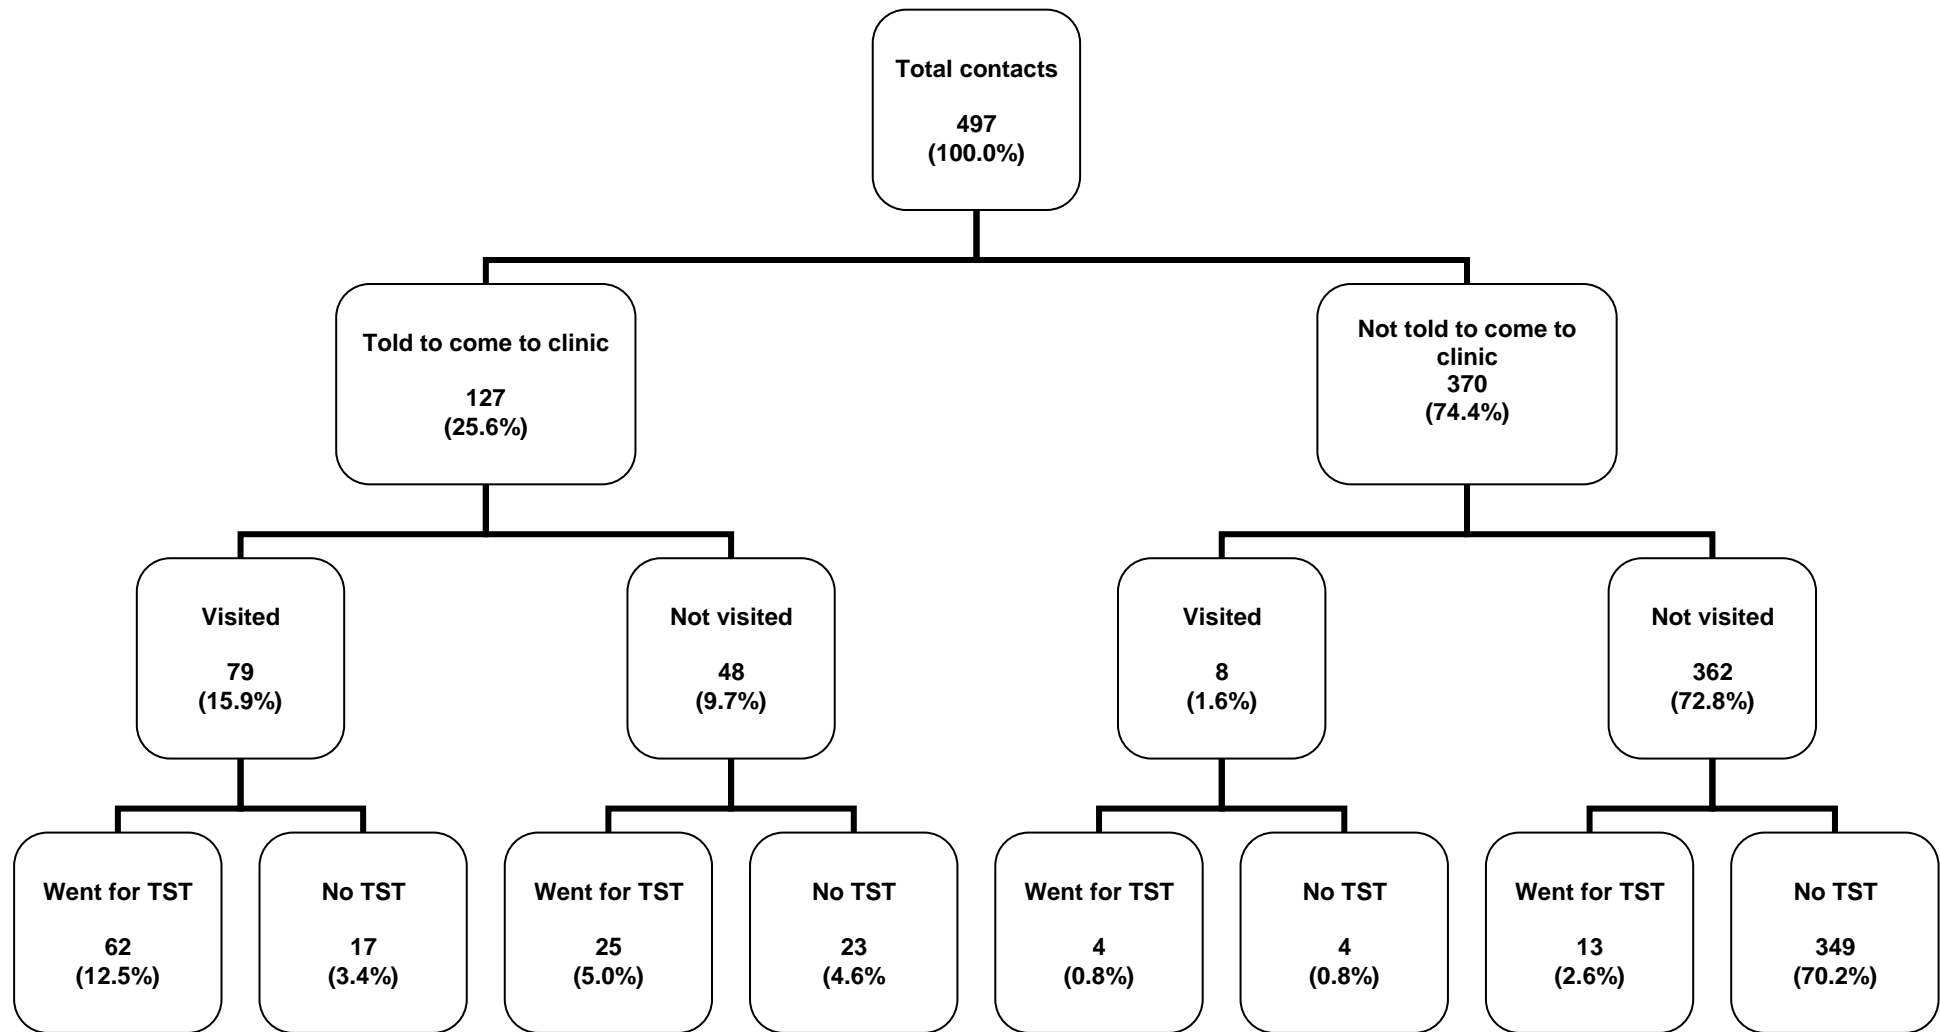 Total contacts
497
(100.0%)
Told to come to clinic
127
(25.6%)
Not told to come to
clinic
370
(74.4%)
Visited
79
(15.9%)
Not visited
48
(9.7%)
Visited
8
(1.6%)
Not visited
362
(72.8%)
Went for TST
62
(12.5%)
No TST
17
(3.4%)
Went for TST
25
(5.0%)
No TST
23
(4.6%
Went for TST
4
(0.8%)
No TST
4
(0.8%)
Went for TST
13
(2.6%)
No TST
349
(70.2%)